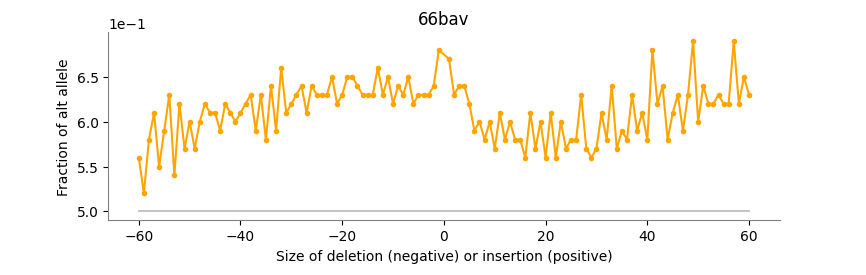 66bav
1e−1
Fraction of alt allele
6.5
6.0
5.5
5.0
−60 −40 −20 0 20 40 60
Size of deletion (negative) or insertion (positive)